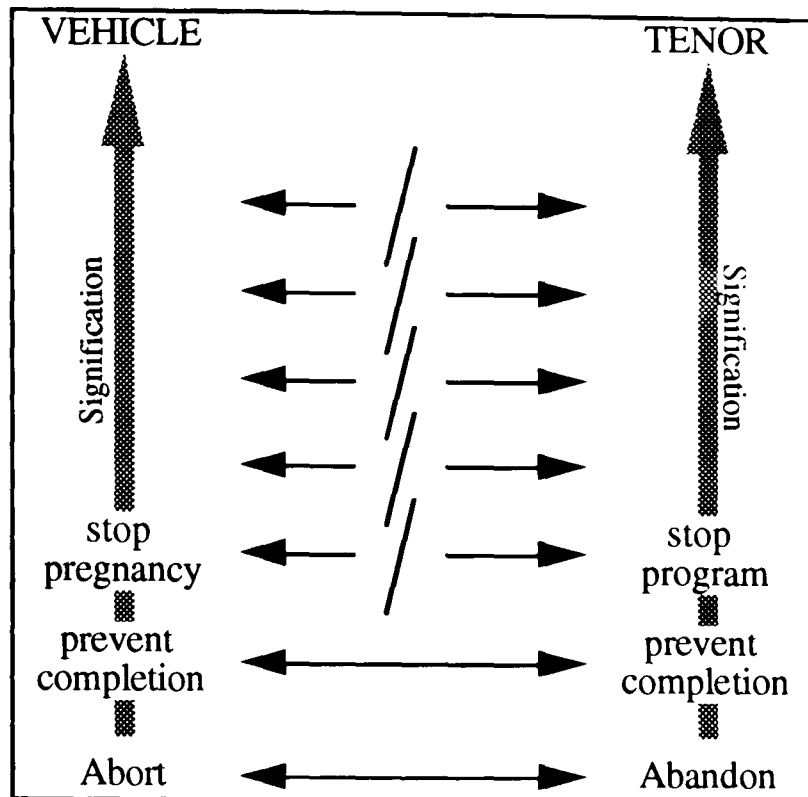 VEHICLE TENOR
Signification Signification
stop stop
pregnancy program
prevent prevent
completion completion
Abort Abandon